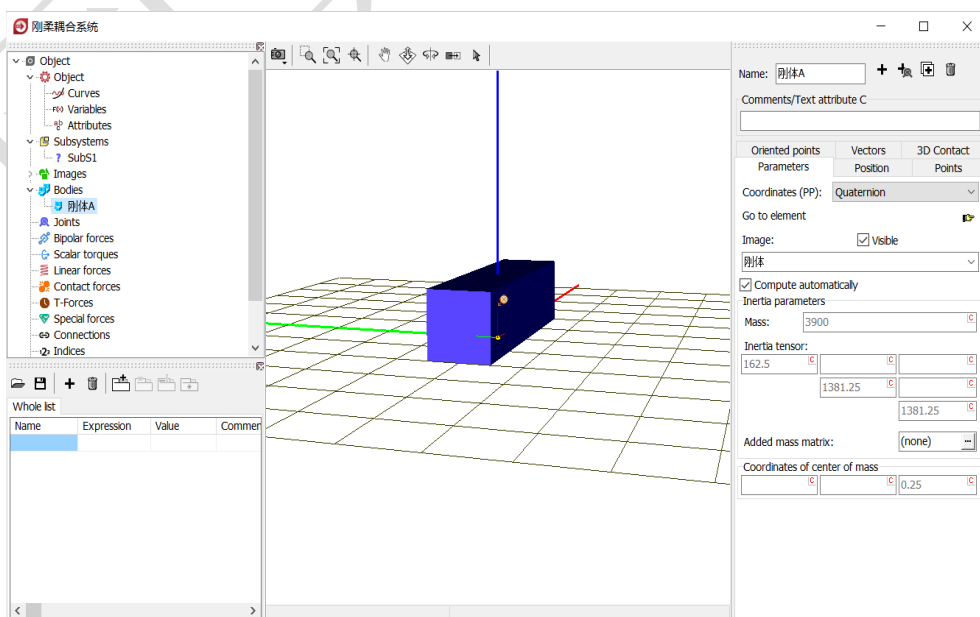 刚柔耦合系统
Object
Object
Curves
F(x) Variables
Attributes
Subsystems
? SubS1
Images
Bodies
刚体A
Joints
Bipolar forces
Scalar torques
Linear forces
Contact forces
T-Forces
Special forces
Connections
Indices
Whole list
Name Expression Value Commen
Name: 刚体A
Comments/Text attribute C
Oriented points Vectors 3D Contact
Parameters Position Points
Coordinates (PP): Quaternion
Go to element
Image: Visible
刚体
Compute automatically
Inertia parameters
Mass: 3900 C
Inertia tensor:
162.5 C C C
1381.25 C C
1381.25 C
Added mass matrix: (none) ...
Coordinates of center of mass
C C 0.25 C